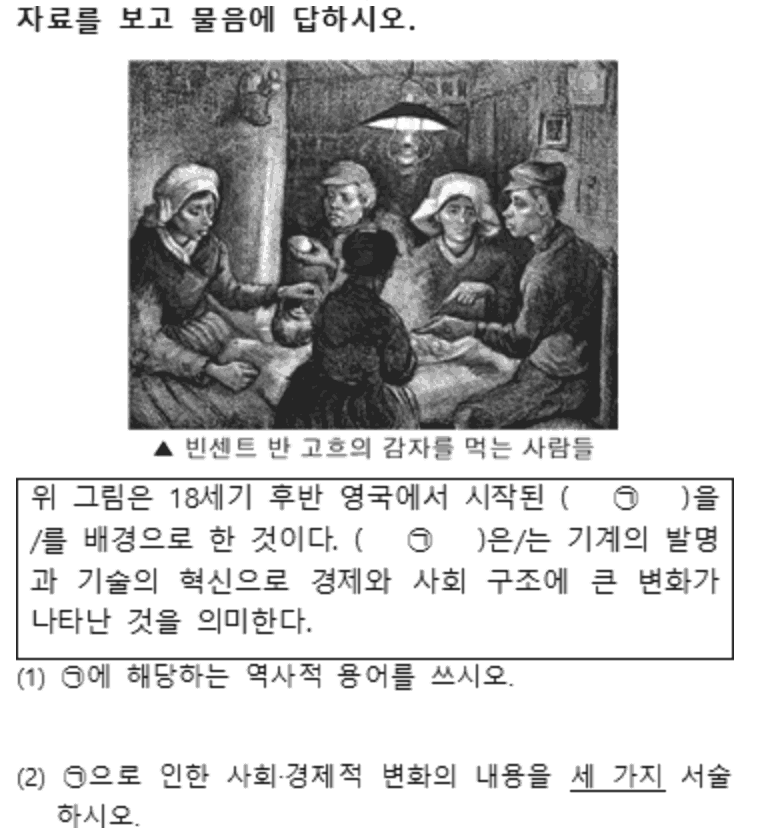 자료를 보고 물음에 답하시오.
▲ 빈센트 반 고흐의 감자를 먹는 사람들
위 그림은 18세기 후반 영국에서 시작된 ( ㉠ )을
/를 배경으로 한 것이다. ( ㉠ )은/는 기계의 발명
과 기술의 혁신으로 경제와 사회 구조에 큰 변화가
나타난 것을 의미한다.
(1) ㉠에 해당하는 역사적 용어를 쓰시오.
(2) ㉠으로 인한 사회·경제적 변화의 내용을 세 가지 서술
하시오.